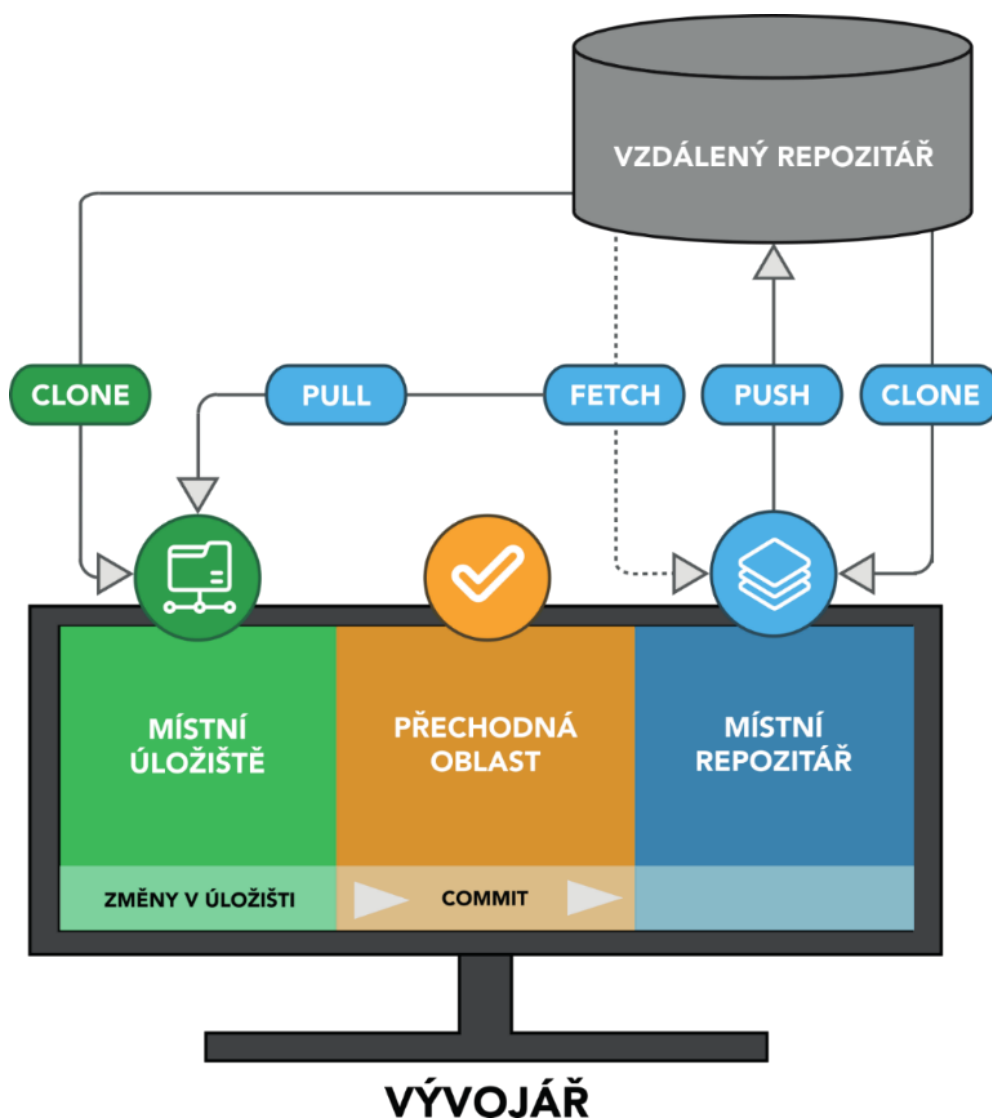 VZDÁLENÝ REPOZITÁŘ
CLONE
PULL
FETCH
PUSH
CLONE
MÍSTNÍ
ÚLOŽIŠTĚ
PŘECHODNÁ
OBLAST
MÍSTNÍ
REPOZITÁŘ
ZMĚNY V ÚLOŽIŠTI
COMMIT
VÝVOJÁŘ